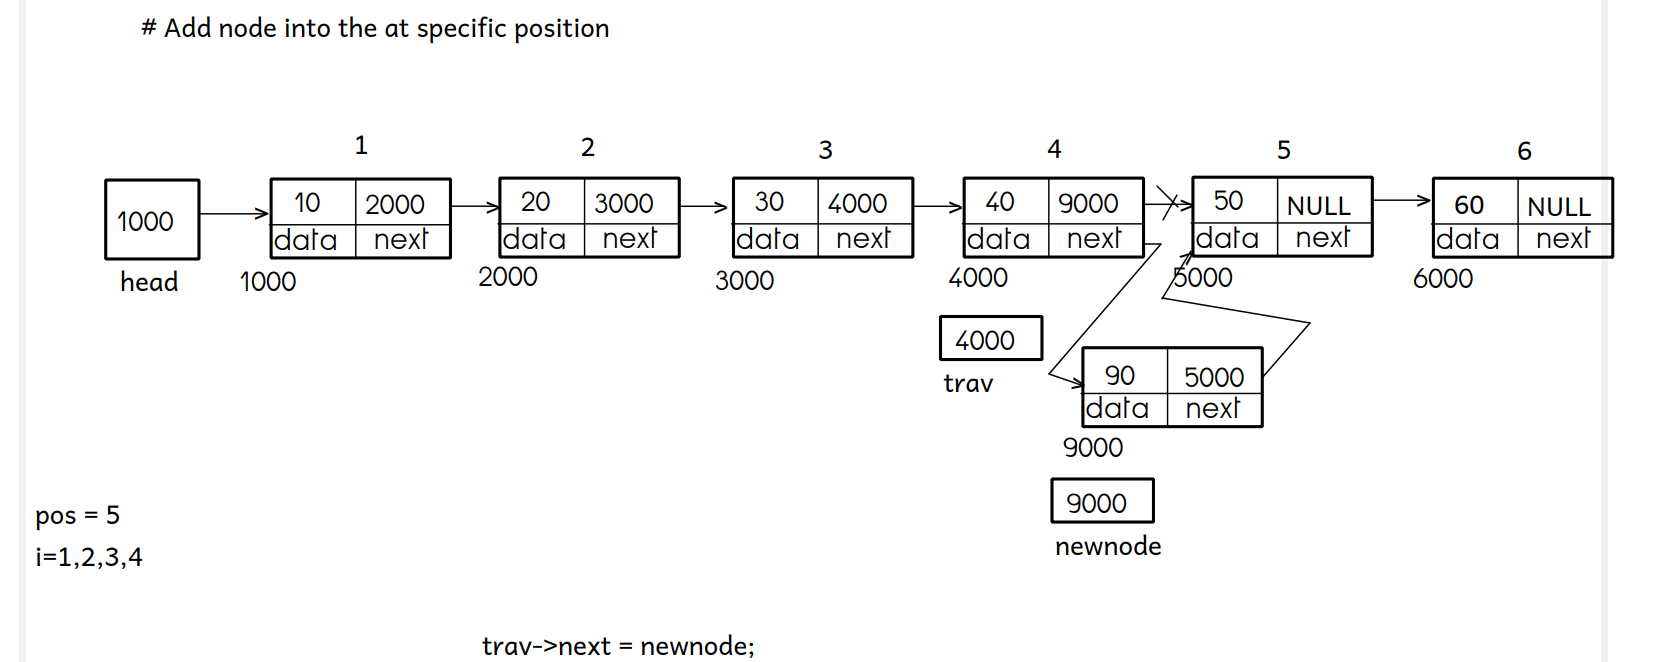 # Add node into the at specific position
1 2 3 4 5 6
1000 10 2000 20 3000 30 4000 40 9000 50 NULL 60 NULL
data next data next data next data next data next data next
head 1000 2000 3000 4000 5000 6000
4000
trav
90 5000
data next
9000
9000
newnode
pos = 5
i=1,2,3,4
trav->next = newnode;